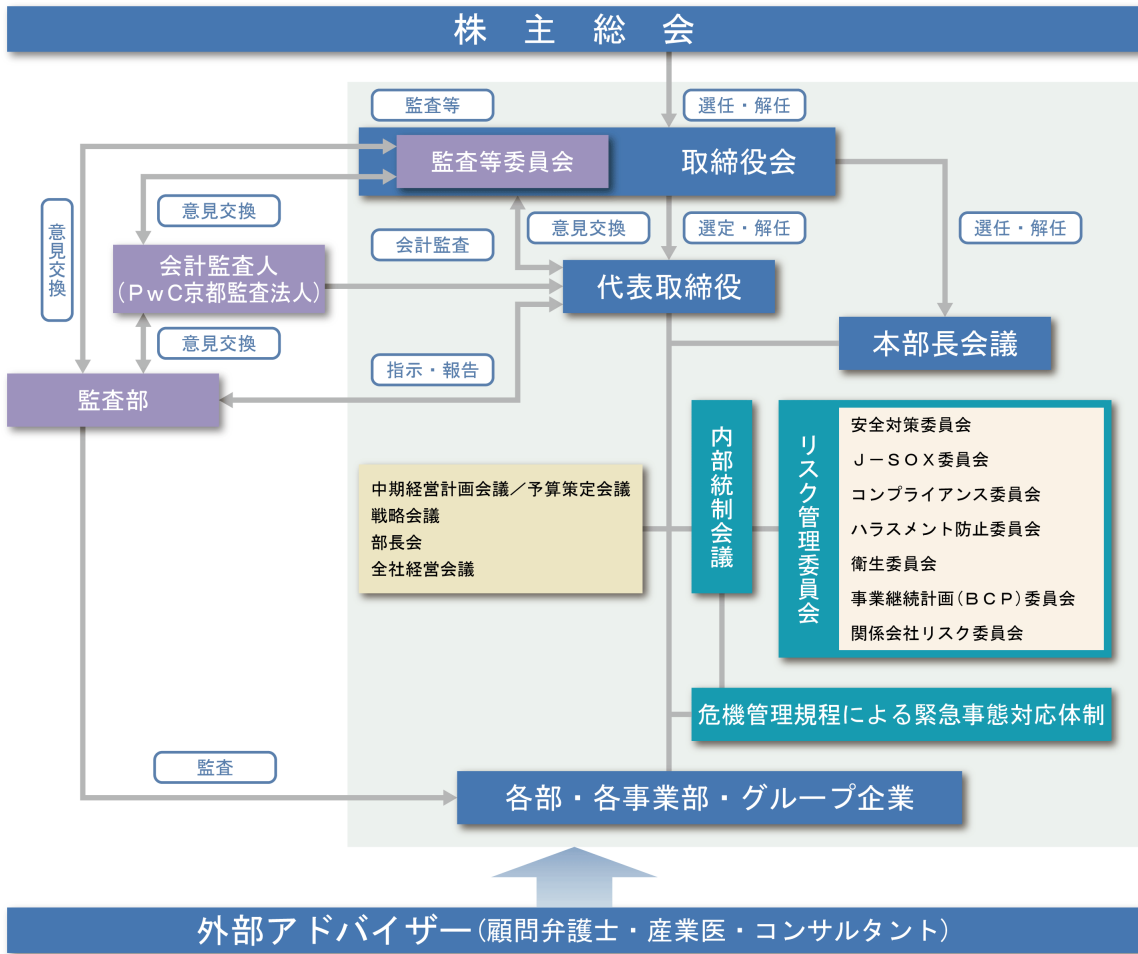 株主総会
監査等
選任・解任
監査等委員会
取締役会
意見交換
意見交換
会計監査
意見交換
選定・解任
選任・解任
会計監査人
(PwC京都監査法人)
代表取締役
意見交換
本部長会議
指示・報告
監査部
内部統制会議
リスク管理委員会
安全対策委員会
J-SOX委員会
コンプライアンス委員会
ハラスメント防止委員会
衛生委員会
事業継続計画(BCP)委員会
関係会社リスク委員会
中期経営計画会議/予算策定会議
戦略会議
部長会
全社経営会議
危機管理規程による緊急事態対応体制
監査
各部・各事業部・グループ企業
外部アドバイザー(顧問弁護士・産業医・コンサルタント)